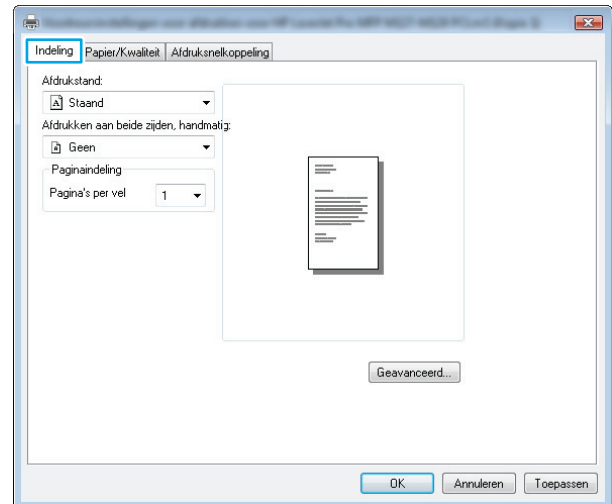 Indeling
Papier/Kwaliteit
Afdruksnelkoppeling
Afdrukstand:
Staand
Afdrukken aan beide zijden, handmatig:
Geen
Paginaindeling
Pagina's per vel
1
Geavanceerd...
OK
Annuleren
Toepassen